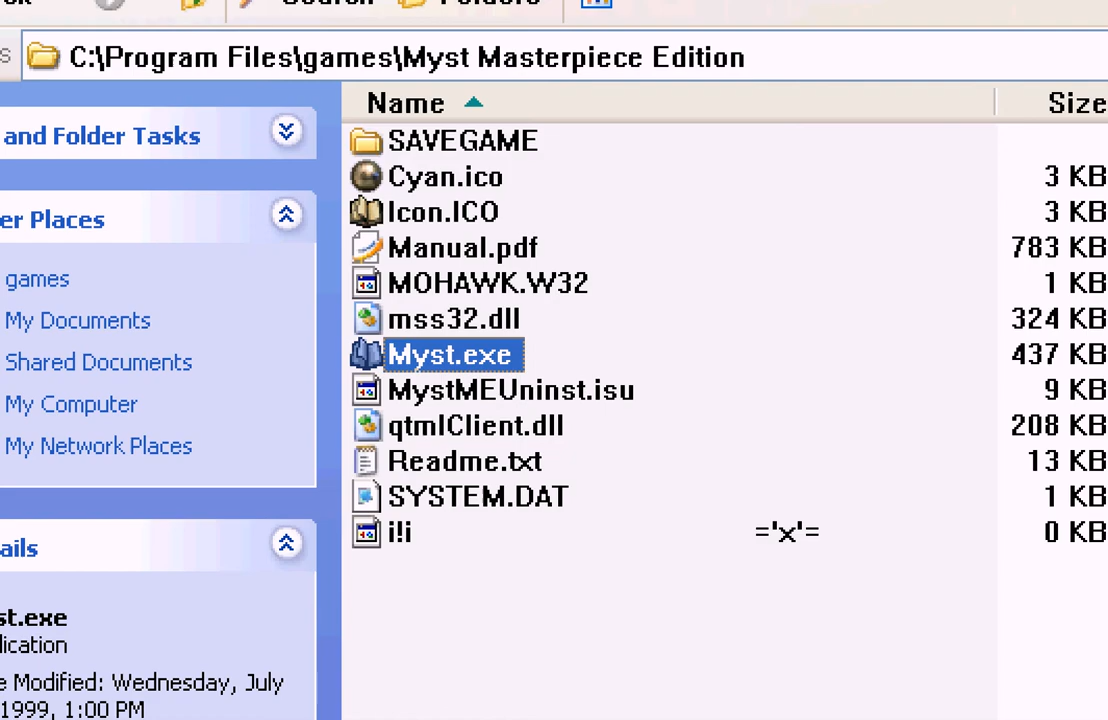 Search Folders
C:\Program Files\games\Myst Masterpiece Edition
Name Size
and Folder Tasks
SAVEGAME
Cyan.ico 3 KB
Icon.ICO 3 KB
Manual.pdf 783 KB
MOHAWK.W32 1 KB
mss32.dll 324 KB
Myst.exe 437 KB
MystMEUninst.isu 9 KB
qtmlClient.dll 208 KB
Readme.txt 13 KB
SYSTEM.DAT 1 KB
i!i ='x'= 0 KB
er Places
games
My Documents
Shared Documents
My Computer
My Network Places
ails
st.exe
lication
e Modified: Wednesday, July
1999, 1:00 PM